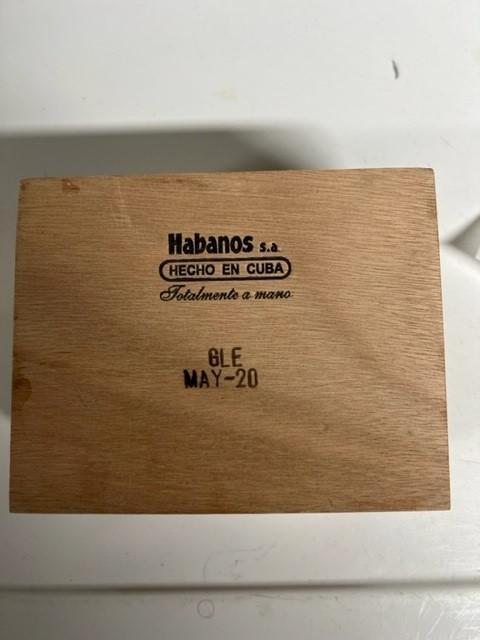 Habanos s.a.
HECHO EN CUBA
Totalmente a mano
GLE
MAY-20